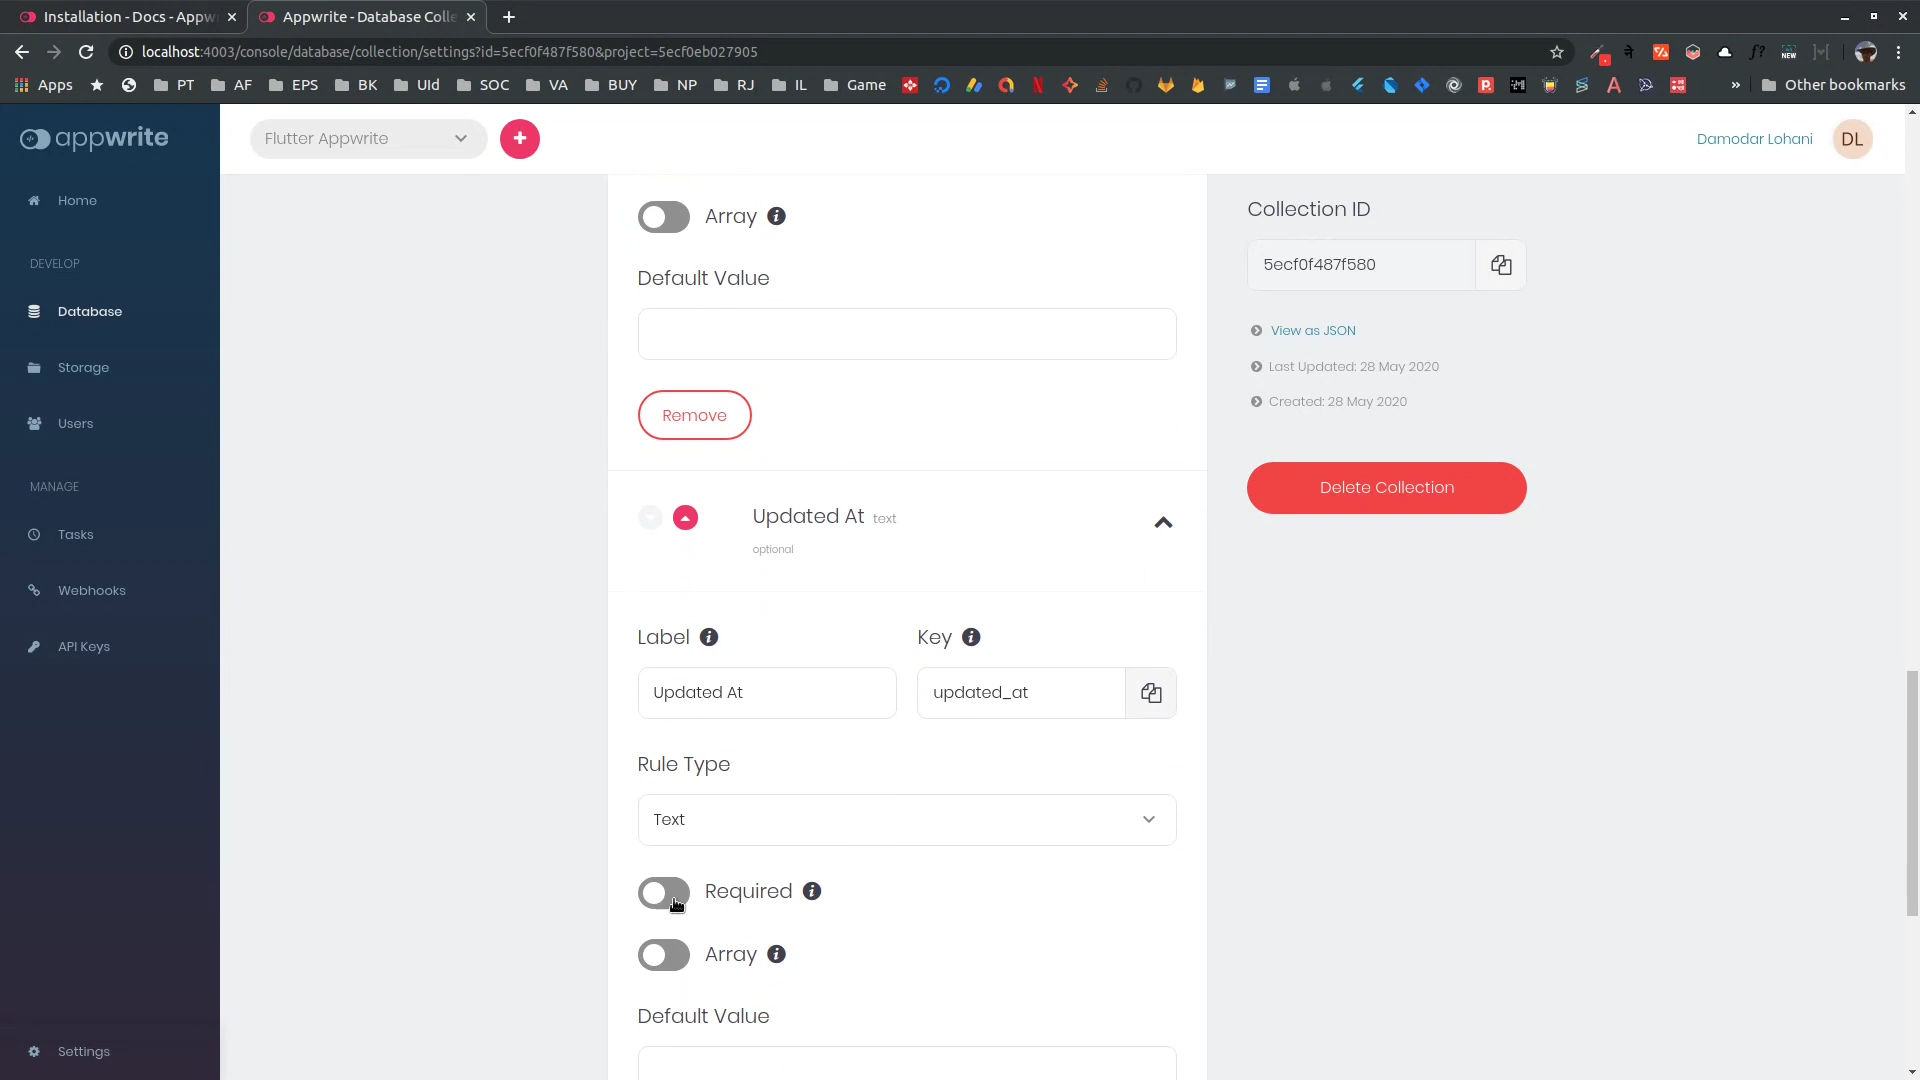 Installation - Docs - Appw
Appwrite - Database Colle
localhost:4003/console/database/collection/settings?id=5ecf0f487f580&project=5ecf0eb027905
Apps
PT
AF
EPS
BK
UId
SOC
VA
BUY
NP
RJ
IL
Game
Other bookmarks
appwrite
Flutter Appwrite
Damodar Lohani
DL
Home
DEVELOP
Database
Storage
Users
MANAGE
Tasks
Webhooks
API Keys
Settings
Array
Default Value
Remove
Updated At text
optional
Label
Key
Updated At
updated_at
Rule Type
Text
Required
Array
Default Value
Collection ID
5ecf0f487f580
View as JSON
Last Updated: 28 May 2020
Created: 28 May 2020
Delete Collection